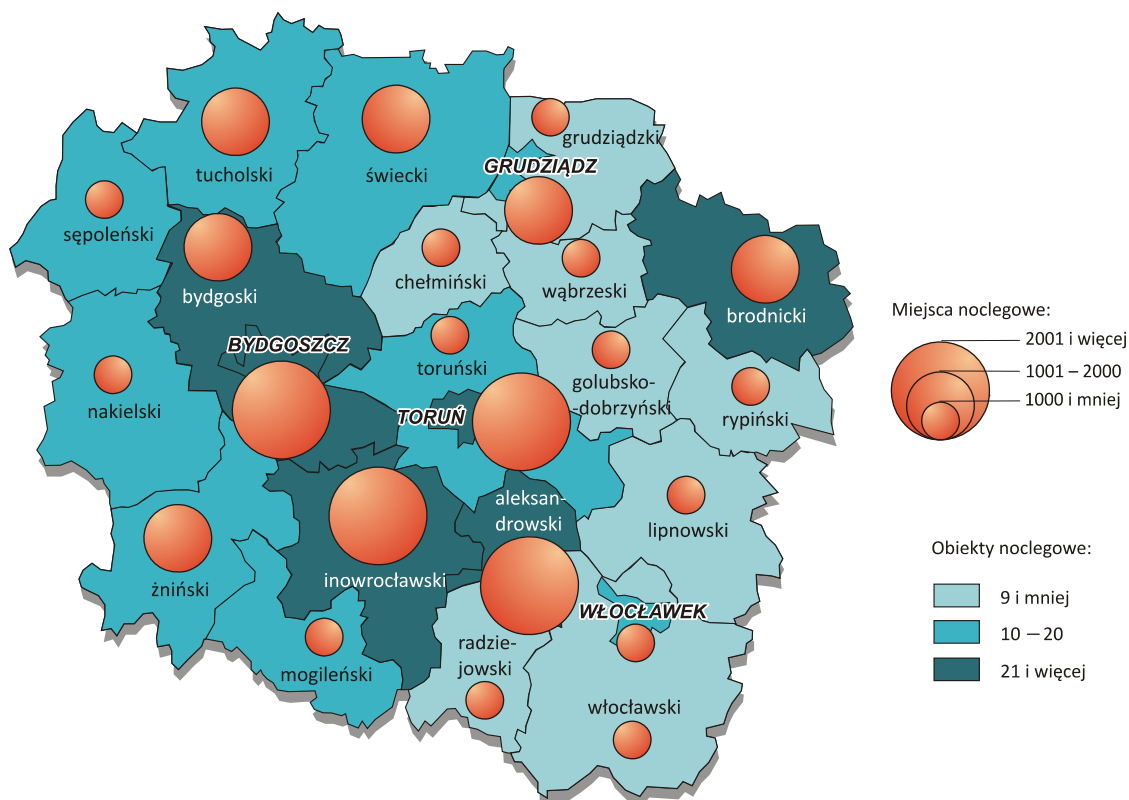 tucholski
świecki
grudziądzki
GRUDZIĄDZ
sępoleński
bydgoski
chełmiński
wąbrzeski
brodnicki
BYDGOSZCZ
toruński
nakielski
golubsko-
-dobrzyński
rypiński
TORUŃ
aleksan-
drowski
lipnowski
żniński
inowrocławski
WŁOCŁAWEK
mogileński
radzie-
jowski
włocławski
Miejsca noclegowe:
2001 i więcej
1001 – 2000
1000 i mniej
Obiekty noclegowe:
9 i mniej
10 – 20
21 i więcej